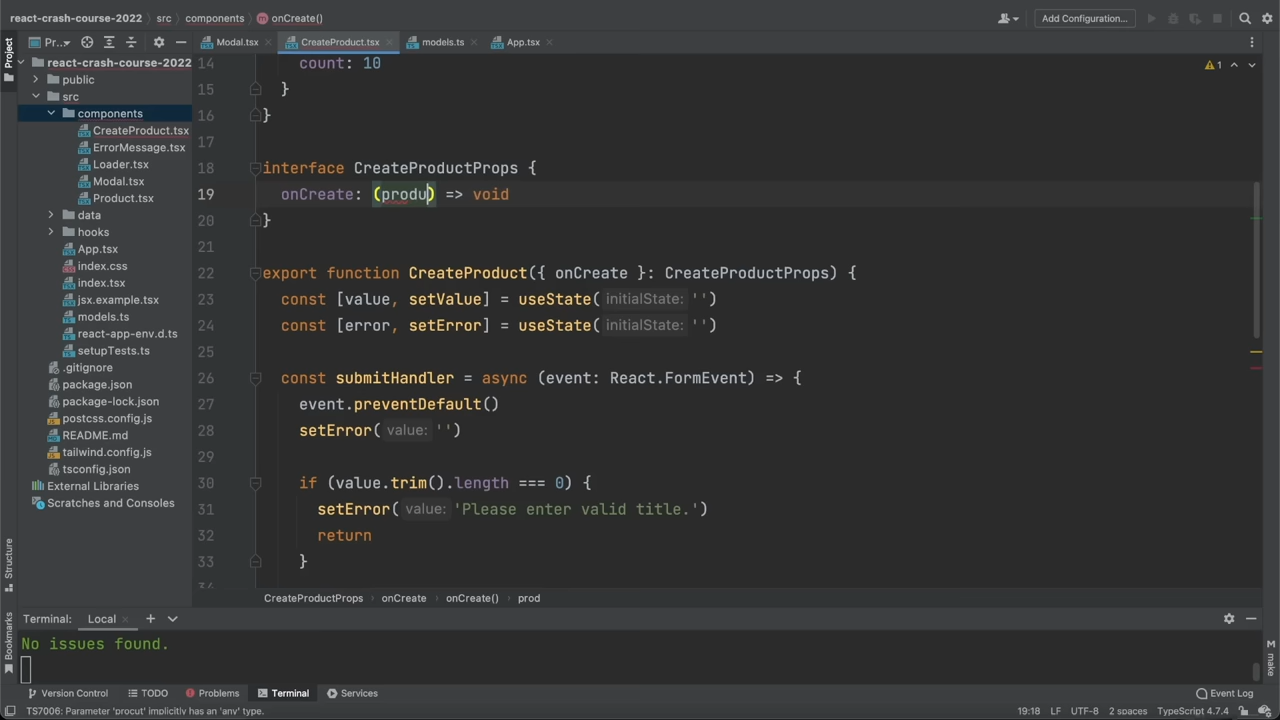 react-crash-course-2022 src components onCreate()
Add Configuration...
Project
Pr...
Modal.tsx CreateProduct.tsx models.ts App.tsx
react-crash-course-2022
public
src
components
CreateProduct.tsx
ErrorMessage.tsx
Loader.tsx
Modal.tsx
Product.tsx
data
hooks
App.tsx
index.css
index.tsx
jsx.example.tsx
models.ts
react-app-env.d.ts
setupTests.ts
.gitignore
package.json
package-lock.json
postcss.config.js
README.md
tailwind.config.js
tsconfig.json
External Libraries
Scratches and Consoles
1
14 count: 10
15 }
16 }
17
18 interface CreateProductProps {
19 onCreate: (produ) => void
20 }
21
22 export function CreateProduct({ onCreate }: CreateProductProps) {
23 const [value, setValue] = useState( initialState: '')
24 const [error, setError] = useState( initialState: '')
25
26 const submitHandler = async (event: React.FormEvent) => {
27 event.preventDefault()
28 setError( value: '')
29
30 if (value.trim().length === 0) {
31 setError( value: 'Please enter valid title.')
32 return
33 }
34
CreateProductProps onCreate onCreate() prod
Structure
Bookmarks
make
Terminal: Local
No issues found.
Version Control TODO Problems Terminal Services
Event Log
TS7006: Parameter 'procut' implicitly has an 'any' type.
19:18 LF UTF-8 2 spaces TypeScript 4.7.4